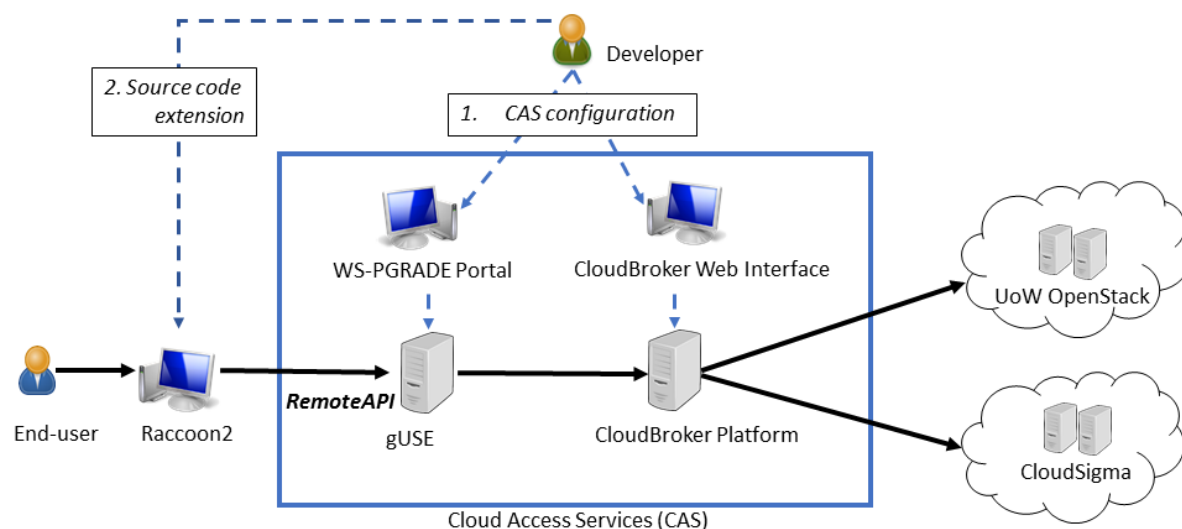 Developer
2. Source code
extension
1. CAS configuration
WS-PGRADE Portal
CloudBroker Web Interface
UoW OpenStack
RemoteAPI
End-user
Raccoon2
gUSE
CloudBroker Platform
CloudSigma
Cloud Access Services (CAS)